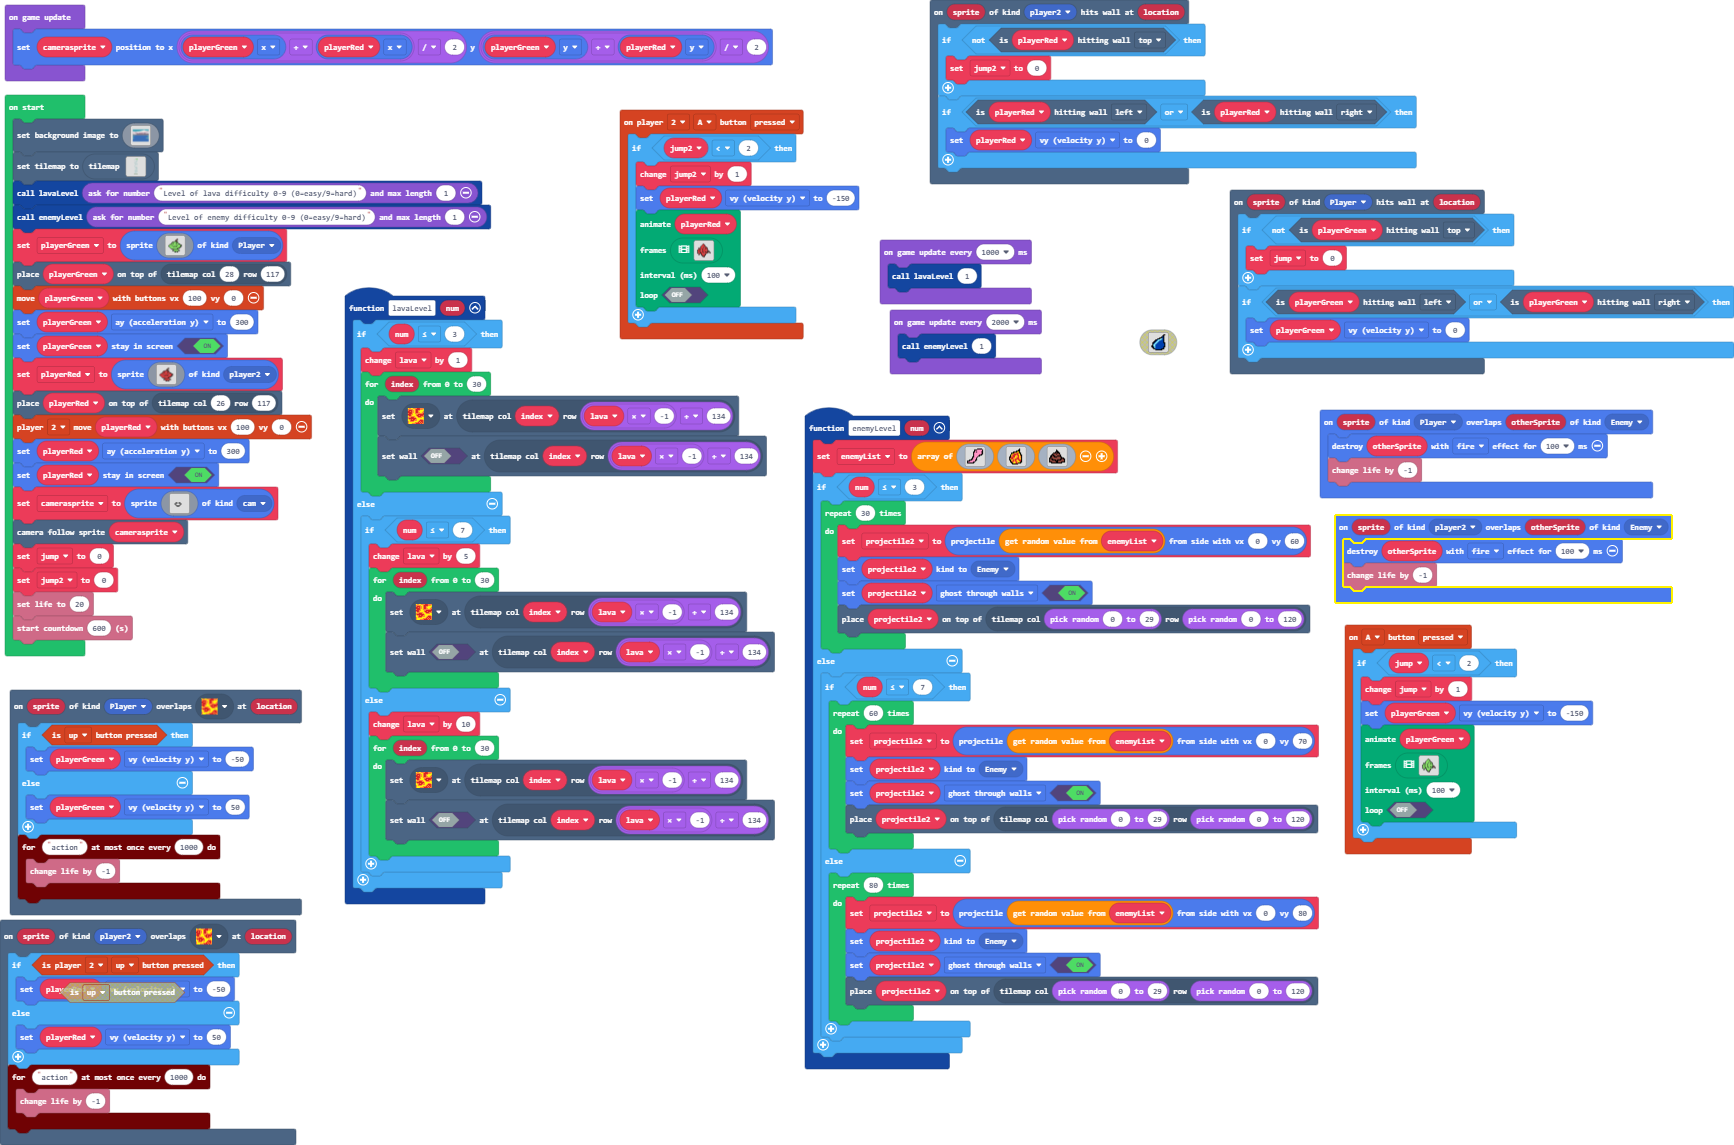 on game update
set camerasprite position to x playerGreen x + playerRed x / 2 y playerGreen y + playerRed y / 2
on start
set background image to
set tilemap to tilemap
call lavaLevel ask for number "Level of lava difficulty 0-9 (0=easy/9=hard)" and max length 1
call enemyLevel ask for number "Level of enemy difficulty 0-9 (0=easy/9=hard)" and max length 1
set playerGreen to sprite of kind Player
place playerGreen on top of tilemap col 28 row 117
move playerGreen with buttons vx 100 vy 0
set playerGreen ay (acceleration y) to 300
set playerGreen stay in screen ON
set playerRed to sprite of kind player2
place playerRed on top of tilemap col 26 row 117
player 2 move playerRed with buttons vx 100 vy 0
set playerRed ay (acceleration y) to 300
set playerRed stay in screen ON
set camerasprite to sprite of kind cam
camera follow sprite camerasprite
set jump to 0
set jump2 to 0
set life to 20
start countdown 600 (s)
on sprite of kind Player overlaps at location
if is up button pressed then
set playerGreen vy (velocity y) to -50
else
set playerGreen vy (velocity y) to 50
for "action" at most once every 1000 do
change life by -1
on sprite of kind player2 overlaps at location
if is player 2 up button pressed then
set to -50
is up button pressed
else
set playerRed vy (velocity y) to 50
for "action" at most once every 1000 do
change life by -1
function lavaLevel num
if num ≤ 3 then
change lava by 1
for index from 0 to 30
do
set at tilemap col index row lava × -1 + 134
set wall OFF at tilemap col index row lava × -1 + 134
else
if num ≤ 7 then
change lava by 5
for index from 0 to 30
do
set at tilemap col index row lava × -1 + 134
set wall OFF at tilemap col index row lava × -1 + 134
else
change lava by 10
for index from 0 to 30
do
set at tilemap col index row lava × -1 + 134
set wall OFF at tilemap col index row lava × -1 + 134
on player 2 A button pressed
if jump2 < 2 then
change jump2 by 1
set playerRed vy (velocity y) to -150
animate playerRed
frames
interval (ms) 100
loop OFF
on game update every 1000 ms
call lavaLevel 1
on game update every 2000 ms
call enemyLevel 1
function enemyLevel num
set enemyList to array of
if num ≤ 3 then
repeat 30 times
do
set projectile2 to projectile get random value from enemyList from side with vx 0 vy 60
set projectile2 kind to Enemy
set projectile2 ghost through walls ON
place projectile2 on top of tilemap col pick random 0 to 29 row pick random 0 to 120
else
if num ≤ 7 then
repeat 60 times
do
set projectile2 to projectile get random value from enemyList from side with vx 0 vy 70
set projectile2 kind to Enemy
set projectile2 ghost through walls ON
place projectile2 on top of tilemap col pick random 0 to 29 row pick random 0 to 120
else
repeat 80 times
do
set projectile2 to projectile get random value from enemyList from side with vx 0 vy 80
set projectile2 kind to Enemy
set projectile2 ghost through walls ON
place projectile2 on top of tilemap col pick random 0 to 29 row pick random 0 to 120
on sprite of kind player2 hits wall at location
if not is playerRed hitting wall top then
set jump2 to 0
if is playerRed hitting wall left or is playerRed hitting wall right then
set playerRed vy (velocity y) to 0
on sprite of kind Player hits wall at location
if not is playerGreen hitting wall top then
set jump to 0
if is playerGreen hitting wall left or is playerGreen hitting wall right then
set playerGreen vy (velocity y) to 0
on sprite of kind Player overlaps otherSprite of kind Enemy
destroy otherSprite with fire effect for 100 ms
change life by -1
on sprite of kind player2 overlaps otherSprite of kind Enemy
destroy otherSprite with fire effect for 100 ms
change life by -1
on A button pressed
if jump < 2 then
change jump by 1
set playerGreen vy (velocity y) to -150
animate playerGreen
frames
interval (ms) 100
loop OFF